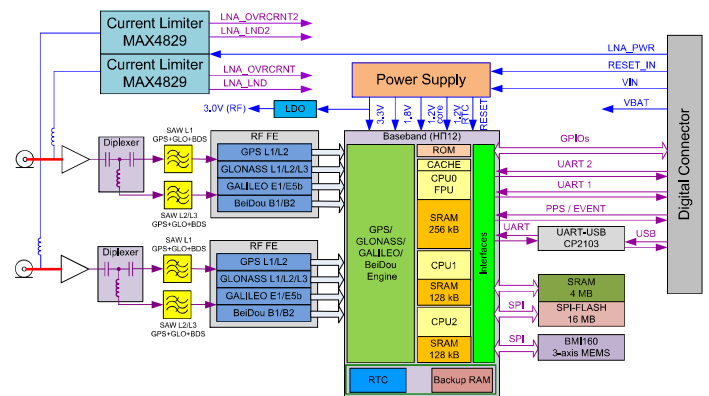 Current Limiter
MAX4829
LNA_OVRCRNT2
LNA_LND2
Current Limiter
MAX4829
LNA_OVRCRNT
LNA_LND
LNA_PWR
RESET_IN
VIN
VBAT
Digital Connector
Power Supply
3.0V (RF)
LDO
3.3V
1.8V
1.2V
core
1.2V
RTC
RESET
Diplexer
SAW L1
GPS+GLO+BDS
SAW L2/L3
GPS+GLO+BDS
RF FE
GPS L1/L2
GLONASS L1/L2/L3
GALILEO E1/E5b
BeiDou B1/B2
Diplexer
SAW L1
GPS+GLO+BDS
SAW L2/L3
GPS+GLO+BDS
RF FE
GPS L1/L2
GLONASS L1/L2/L3
GALILEO E1/E5b
BeiDou B1/B2
Baseband (НП12)
GPS/
GLONASS/
GALILEO/
BeiDou
Engine
ROM
CACHE
CPU0
FPU
SRAM
256 kB
CPU1
SRAM
128 kB
CPU2
SRAM
128 kB
Interfaces
RTC
Backup RAM
GPIOs
UART 2
UART 1
PPS / EVENT
UART
UART-USB
CP2103
USB
SRAM
4 MB
SPI
SPI-FLASH
16 MB
SPI
BMI160
3-axis MEMS